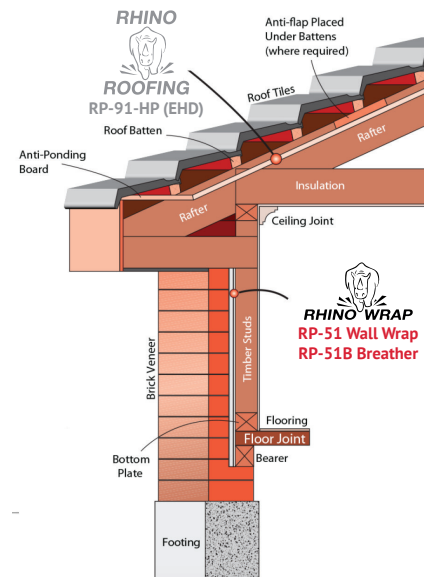 RHINO
ROOFING
RP-91-HP (EHD)
Anti-flap Placed
Under Battens
(where required)
Roof Tiles
Roof Batten
Rafter
Anti-Ponding
Board
Insulation
Rafter
Ceiling Joint
RHINO WRAP
RP-51 Wall Wrap
RP-51B Breather
Timber Studs
Brick Veneer
Flooring
Floor Joint
Bottom
Plate
Bearer
Footing